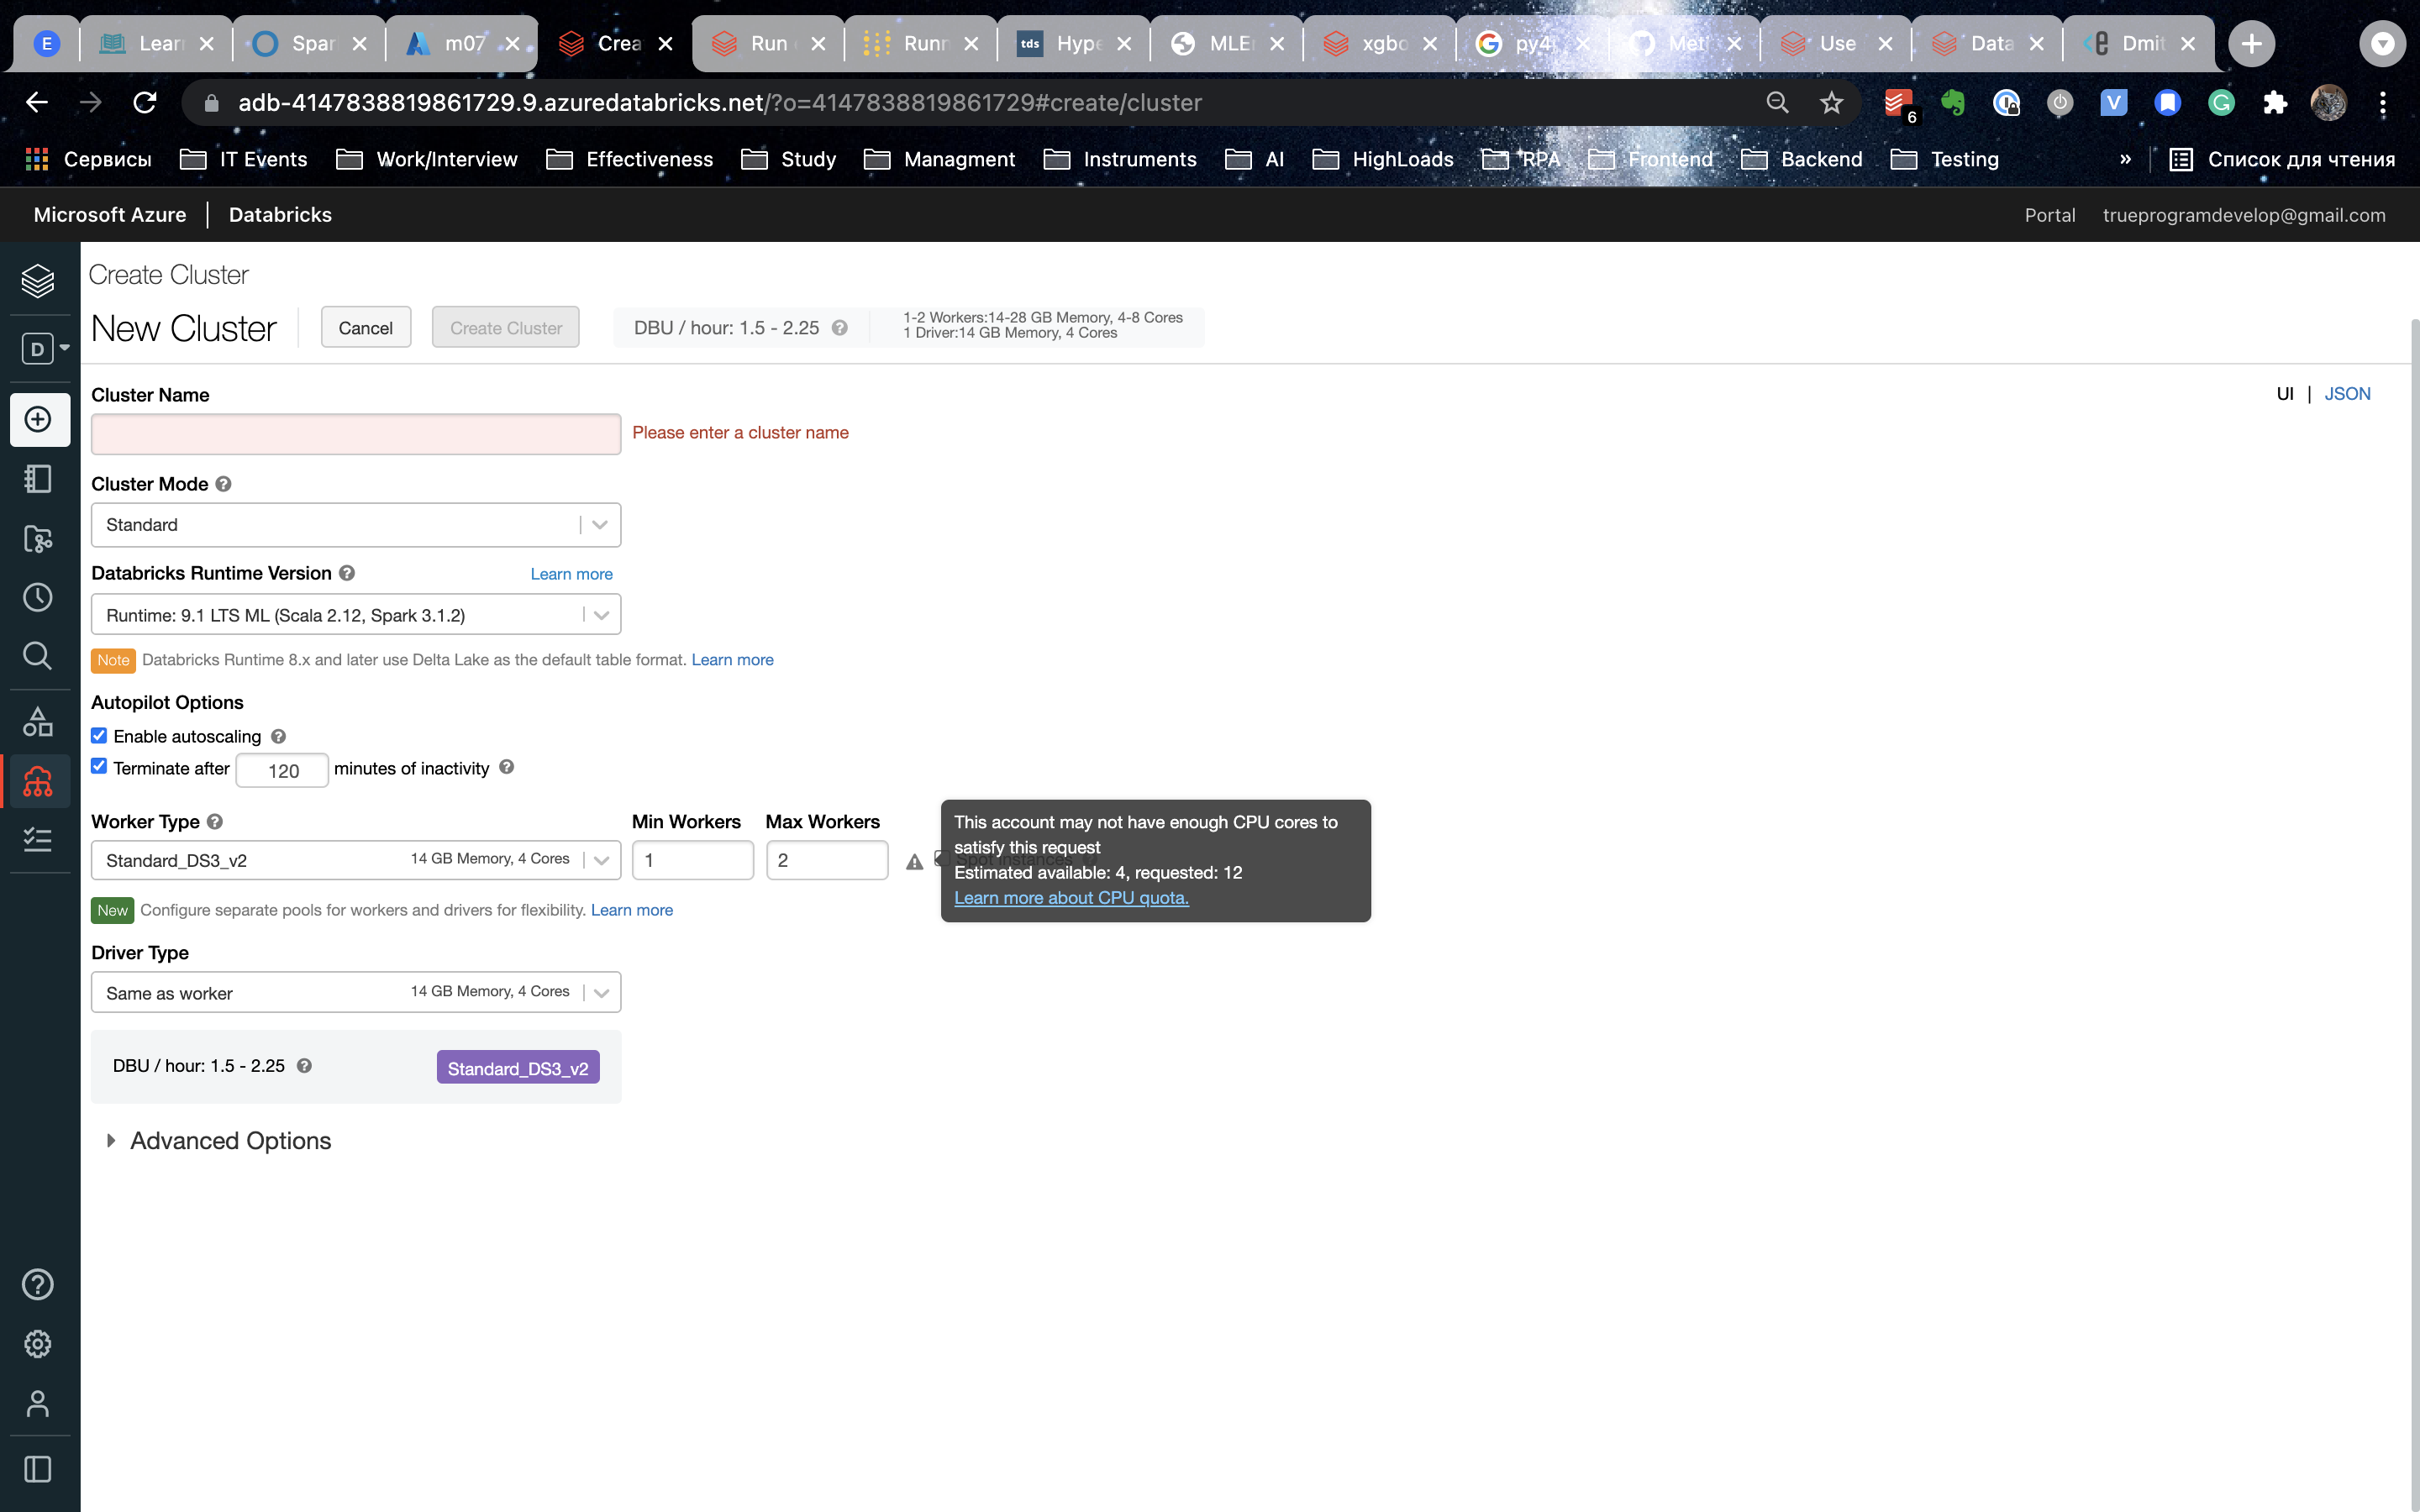 E
Lear
Spar
m07
Crea
Run
Runn
tds
Hype
MLE
xgbo
py4
Met
Use
Data
Dmit
adb-4147838819861729.9.azuredatabricks.net/?o=4147838819861729#create/cluster
6
V
G
Сервисы
IT Events
Work/Interview
Effectiveness
Study
Managment
Instruments
AI
HighLoads
RPA
Frontend
Backend
Testing
»
Список для чтения
Microsoft Azure | Databricks
Portal
trueprogramdevelop@gmail.com
Create Cluster
New Cluster
Cancel
Create Cluster
DBU / hour: 1.5 - 2.25
1-2 Workers:14-28 GB Memory, 4-8 Cores
1 Driver:14 GB Memory, 4 Cores
D
UI | JSON
Cluster Name
Please enter a cluster name
Cluster Mode
Standard
Databricks Runtime Version
Learn more
Runtime: 9.1 LTS ML (Scala 2.12, Spark 3.1.2)
Note Databricks Runtime 8.x and later use Delta Lake as the default table format. Learn more
Autopilot Options
Enable autoscaling
Terminate after 120 minutes of inactivity
Worker Type
Min Workers
Max Workers
Standard_DS3_v2
14 GB Memory, 4 Cores
1
2
Spot instances
This account may not have enough CPU cores to
satisfy this request
Estimated available: 4, requested: 12
Learn more about CPU quota.
New Configure separate pools for workers and drivers for flexibility. Learn more
Driver Type
Same as worker
14 GB Memory, 4 Cores
DBU / hour: 1.5 - 2.25
Standard_DS3_v2
Advanced Options